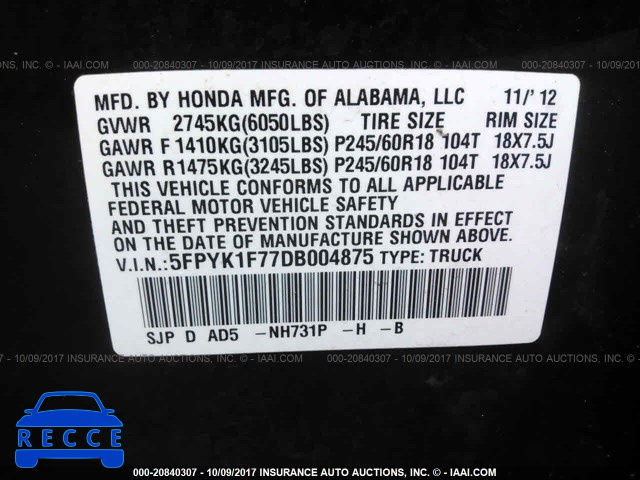 000-20840307 - 10/09/2017 INSURANCE AUTO AUCTIONS, INC. - © IAAI.COM
MFD. BY HONDA MFG. OF ALABAMA, LLC 11/'12
GVWR 2745KG(6050LBS) TIRE SIZE RIM SIZE
GAWR F 1410KG(3105LBS) P245/60R18 104T 18X7.5J
GAWR R1475KG(3245LBS) P245/60R18 104T 18X7.5J
THIS VEHICLE CONFORMS TO ALL APPLICABLE
FEDERAL MOTOR VEHICLE SAFETY
AND THEFT PREVENTION STANDARDS IN EFFECT
ON THE DATE OF MANUFACTURE SHOWN ABOVE.
V.I.N.:5FPYK1F77DB004875 TYPE: TRUCK
SJP D AD5 -NH731P -H -B
RECCE
000-20840307 - 10/09/2017 INSURANCE AUTO AUCTIONS, INC. - © IAAI.COM